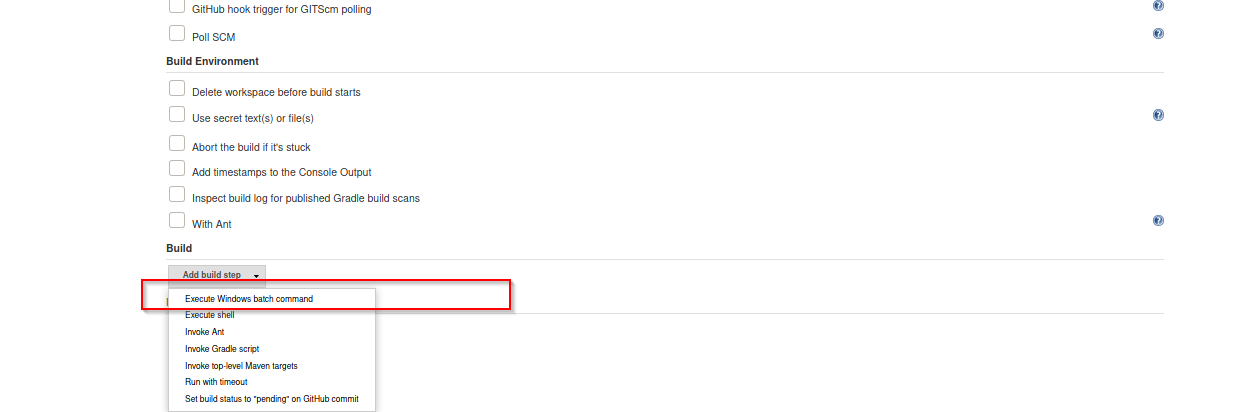 GitHub hook trigger for GITScm polling
Poll SCM
Build Environment
Delete workspace before build starts
Use secret text(s) or file(s)
Abort the build if it's stuck
Add timestamps to the Console Output
Inspect build log for published Gradle build scans
With Ant
Build
Add build step
Execute Windows batch command
Execute shell
Invoke Ant
Invoke Gradle script
Invoke top-level Maven targets
Run with timeout
Set build status to "pending" on GitHub commit